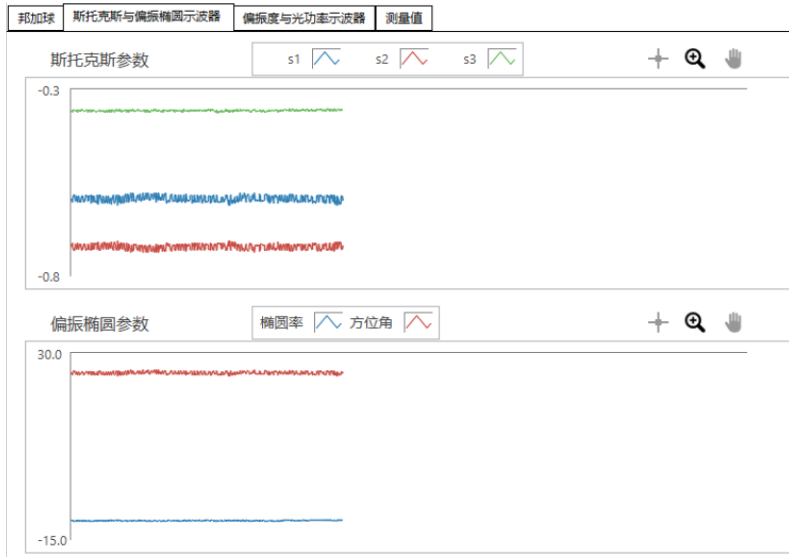 邦加球 斯托克斯与偏振椭圆示波器 偏振度与光功率示波器 测量值
斯托克斯参数 s1 s2 s3
-0.3
-0.8
偏振椭圆参数 椭圆率 方位角
30.0
-15.0